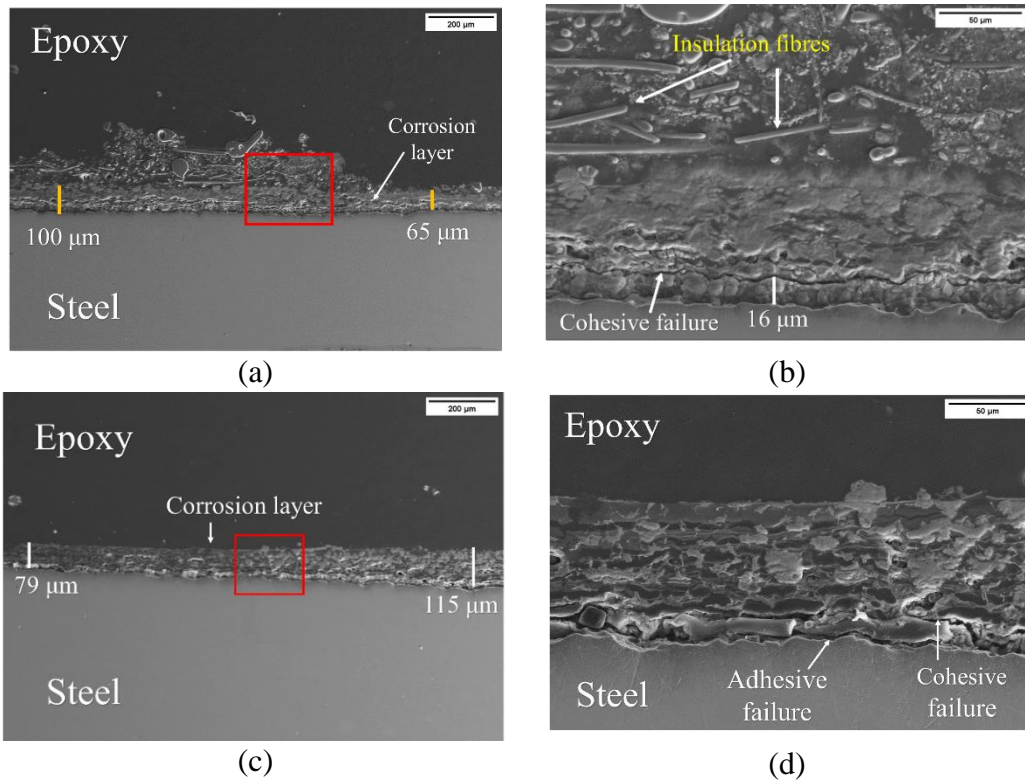 200 µm
Epoxy
Corrosion
layer
100 µm
65 µm
Steel
(a)
50 µm
Insulation fibres
Cohesive failure
16 µm
(b)
200 µm
Epoxy
Corrosion layer
79 µm
115 µm
Steel
(c)
50 µm
Epoxy
Steel
Adhesive
failure
Cohesive
failure
(d)